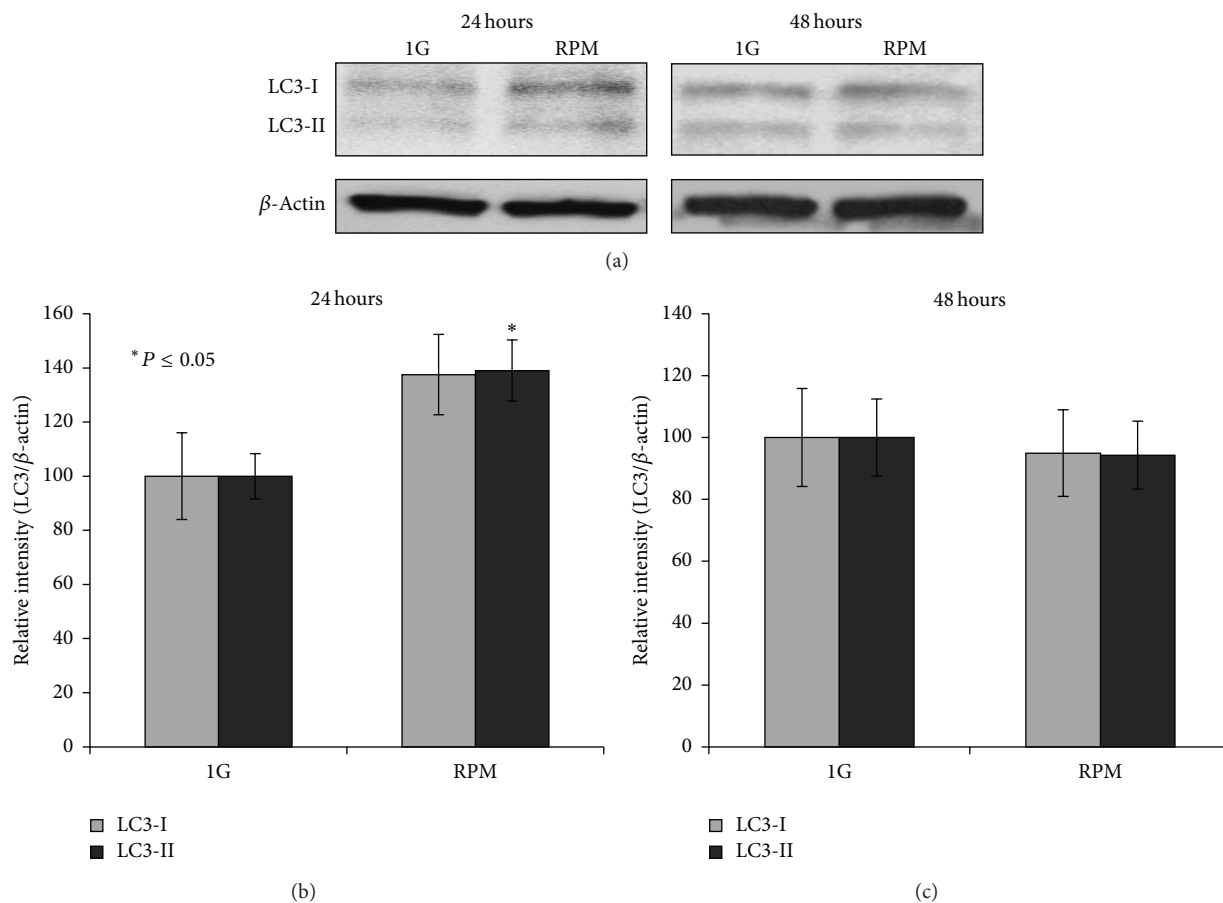 24 hours
48 hours
1G RPM
1G RPM
LC3-I
LC3-II
β-Actin
(a)
24 hours
160
140
120
100
80
60
40
20
0
* P ≤ 0.05
*
Relative intensity (LC3/β-actin)
1G RPM
LC3-I
LC3-II
(b)
48 hours
140
120
100
80
60
40
20
0
Relative intensity (LC3/β-actin)
1G RPM
LC3-I
LC3-II
(c)